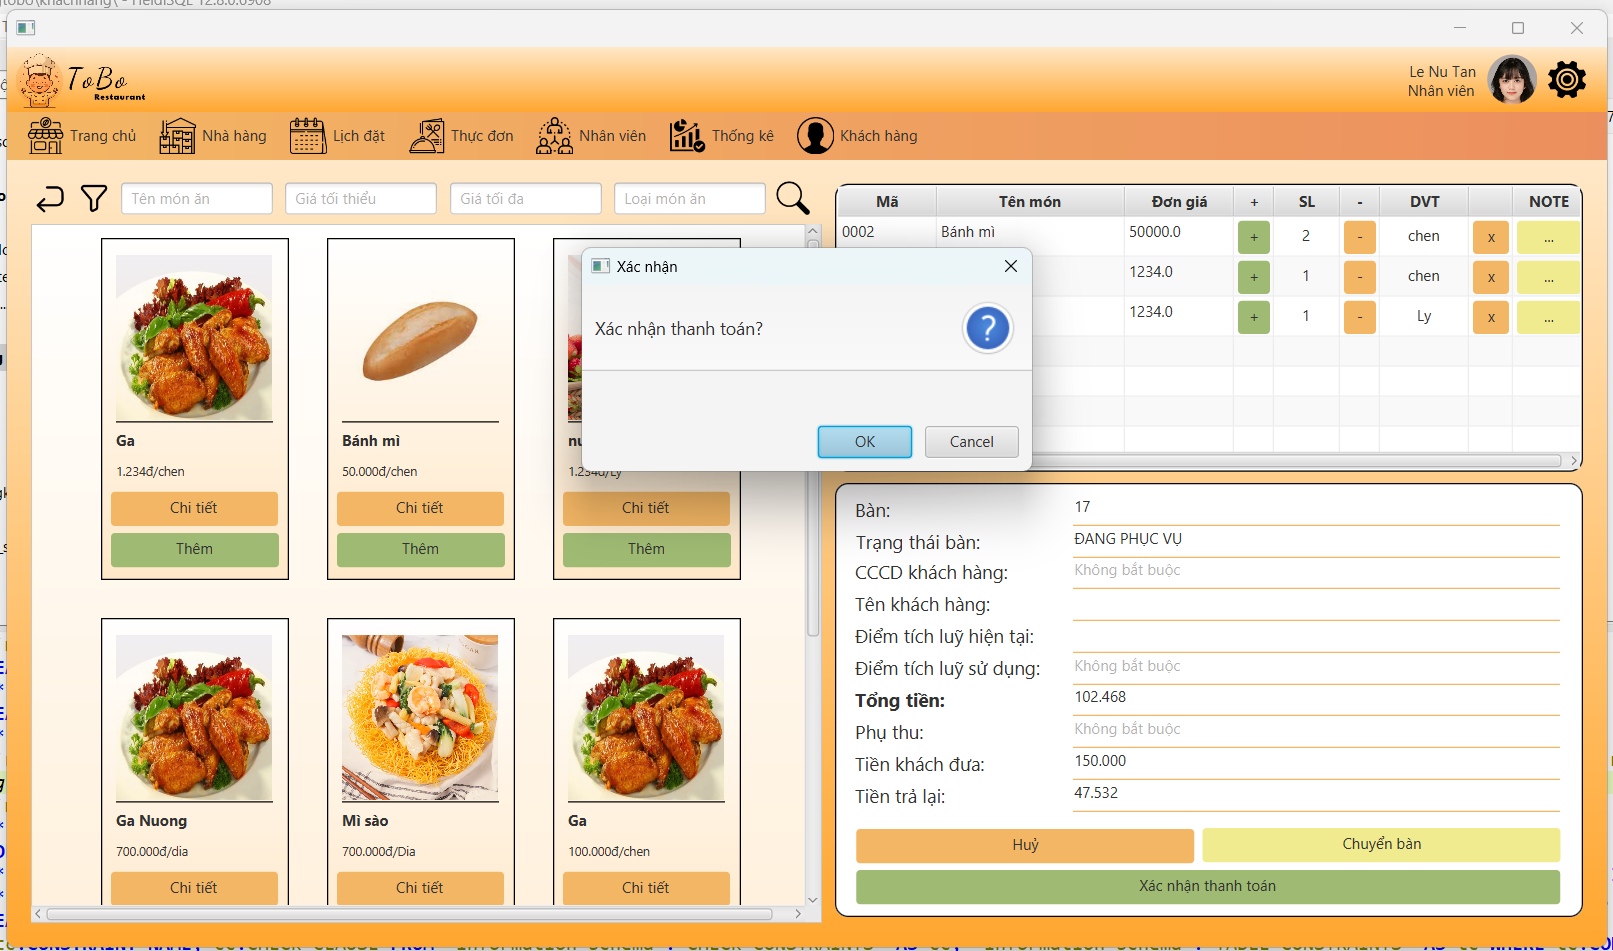 ToBo
Restaurant
Le Nu Tan
Nhân viên
Trang chủ
Nhà hàng
Lịch đặt
Thực đơn
Nhân viên
Thống kê
Khách hàng
Tên món ăn
Giá tối thiểu
Giá tối đa
Loại món ăn
Mã Tên món Đơn giá + SL - DVT NOTE
0002 Bánh mì 50000.0 + 2 - chen x ...
1234.0 + 1 - chen x ...
1234.0 + 1 - Ly x ...
Xác nhận
Xác nhận thanh toán?
OK
Cancel
Ga
1.234đ/chen
Chi tiết
Thêm
Bánh mì
50.000đ/chen
Chi tiết
Thêm
1.234đ/Ly
Chi tiết
Thêm
Ga Nuong
700.000đ/dia
Chi tiết
Mì sào
700.000đ/Dia
Chi tiết
Ga
100.000đ/chen
Chi tiết
Bàn: 17
Trạng thái bàn: ĐANG PHỤC VỤ
CCCD khách hàng: Không bắt buộc
Tên khách hàng:
Điểm tích luỹ hiện tại:
Điểm tích luỹ sử dụng: Không bắt buộc
Tổng tiền: 102.468
Phụ thu: Không bắt buộc
Tiền khách đưa: 150.000
Tiền trả lại: 47.532
Huỷ
Chuyển bàn
Xác nhận thanh toán